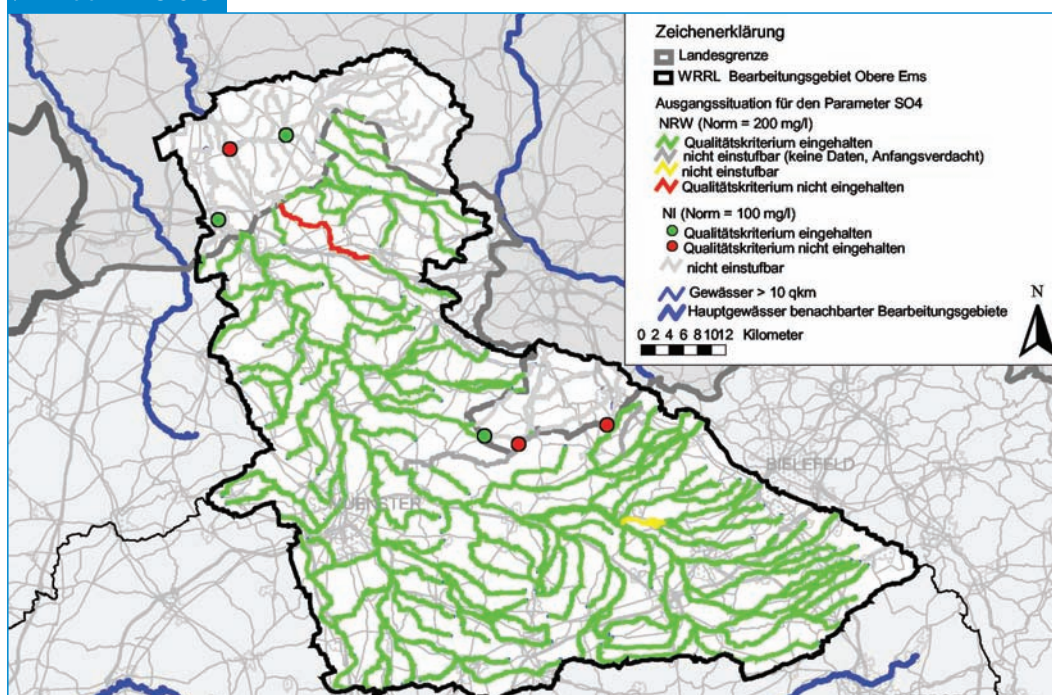 Zeichenerklärung
Landesgrenze
WRRL Bearbeitungsgebiet Obere Ems
Ausgangssituation für den Parameter SO4
NRW (Norm = 200 mg/l)
Qualitätskriterium eingehalten
nicht einstufbar (keine Daten, Anfangsverdacht)
nicht einstufbar
Qualitätskriterium nicht eingehalten
NI (Norm = 100 mg/l)
Qualitätskriterium eingehalten
Qualitätskriterium nicht eingehalten
nicht einstufbar
Gewässer > 10 qkm
Hauptgewässer benachbarter Bearbeitungsgebiete
N
0 2 4 6 8 1012 Kilometer
BIELEFELD
MUENSTER